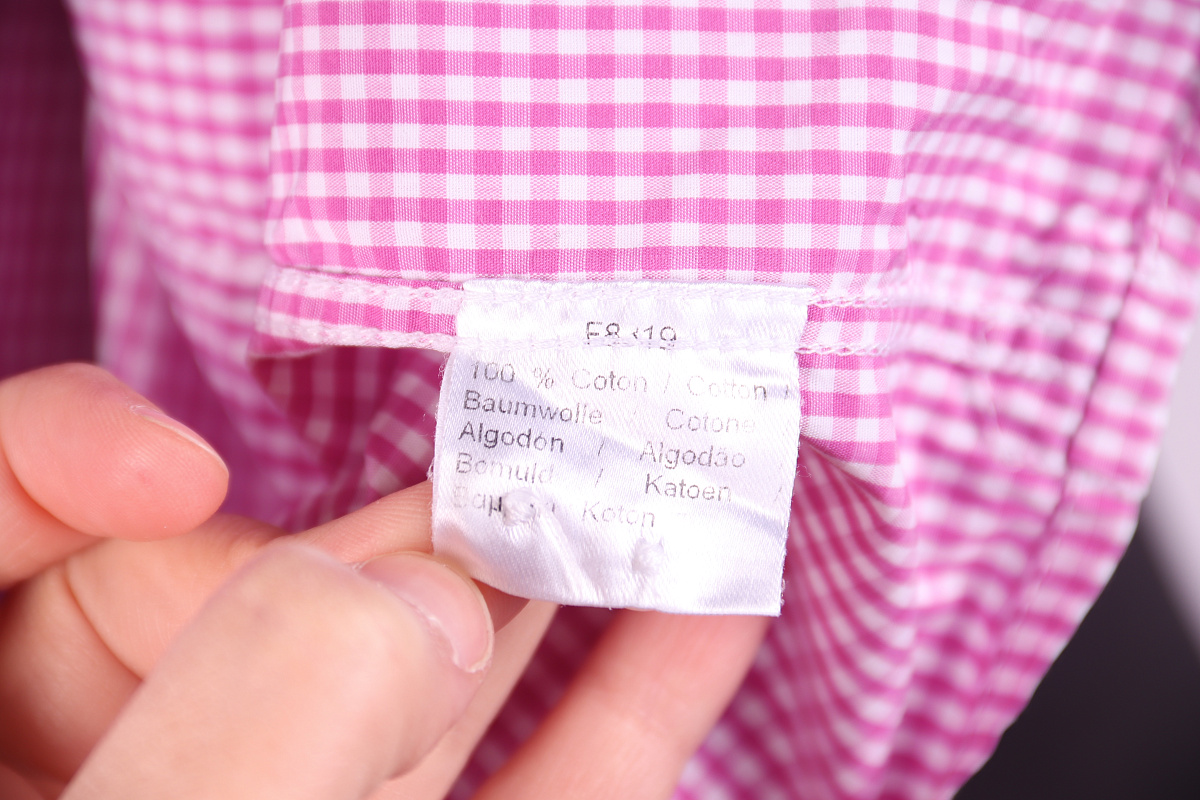 100 % Coton / Cotton /
Baumwolle / Cotone
Algodón / Algodão
Bomuld / Katoen /
Koton